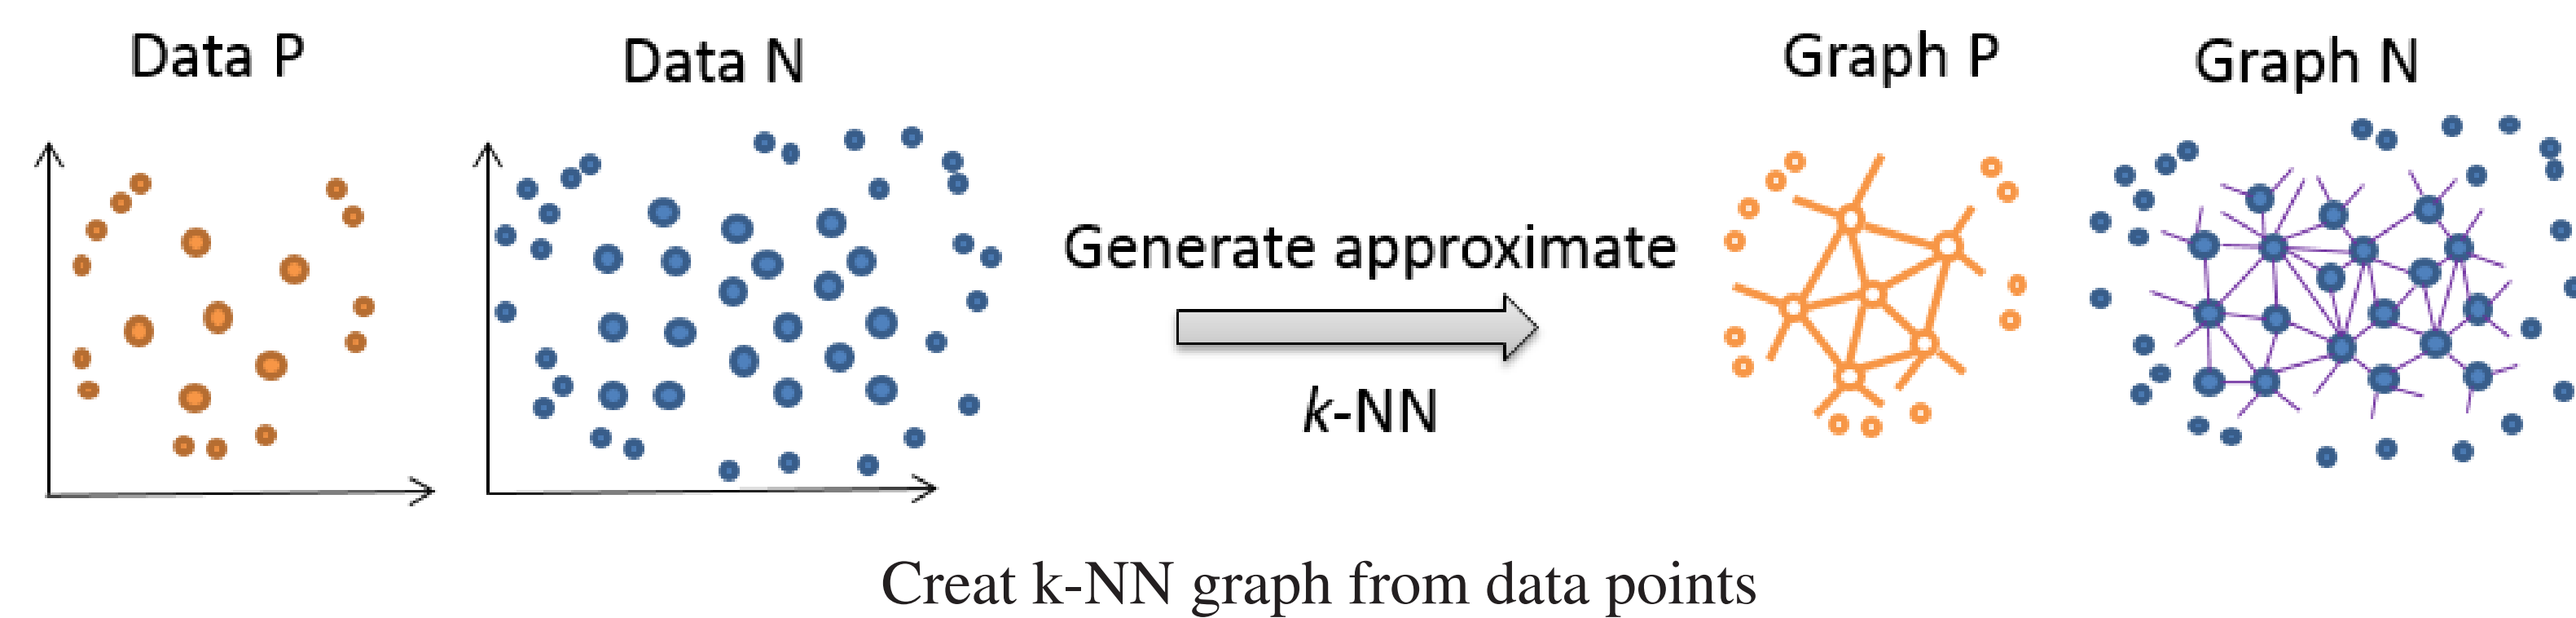 Data P
Data N
Generate approximate
k-NN
Graph P
Graph N
Creat k-NN graph from data points